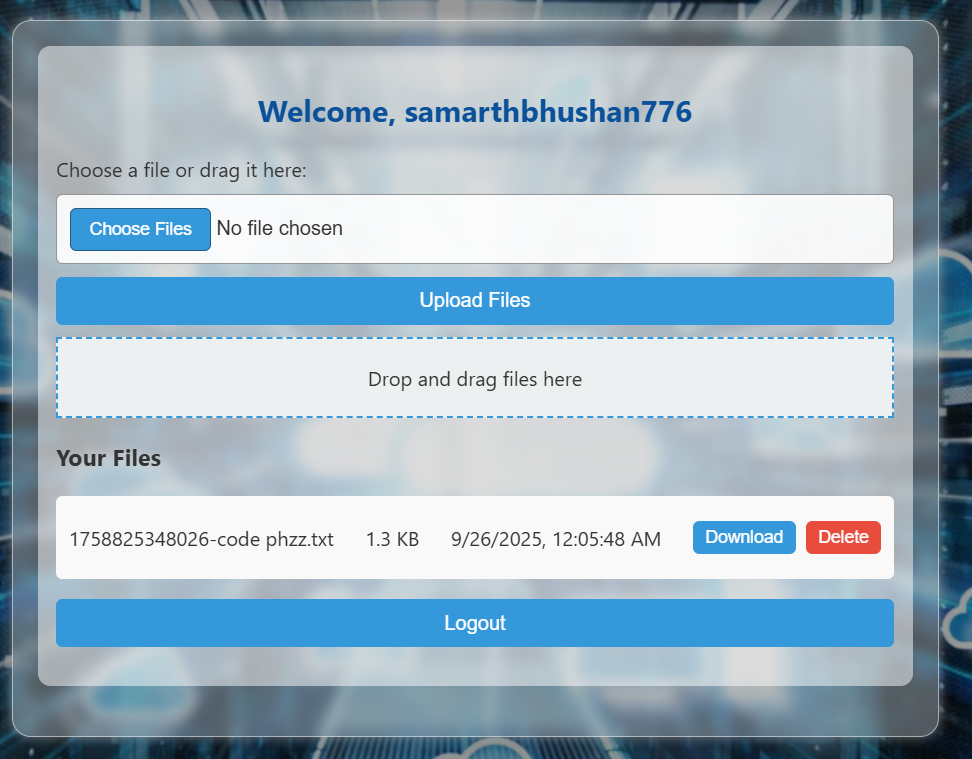 Welcome, samarthbhushan776
Choose a file or drag it here:
Choose Files No file chosen
Upload Files
Drop and drag files here
Your Files
1758825348026-code phzz.txt 1.3 KB 9/26/2025, 12:05:48 AM Download Delete
Logout